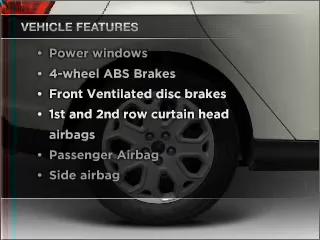 VEHICLE FEATURES
• Power windows
• 4-wheel ABS Brakes
• Front Ventilated disc brakes
• 1st and 2nd row curtain head
airbags
• Passenger Airbag
• Side airbag